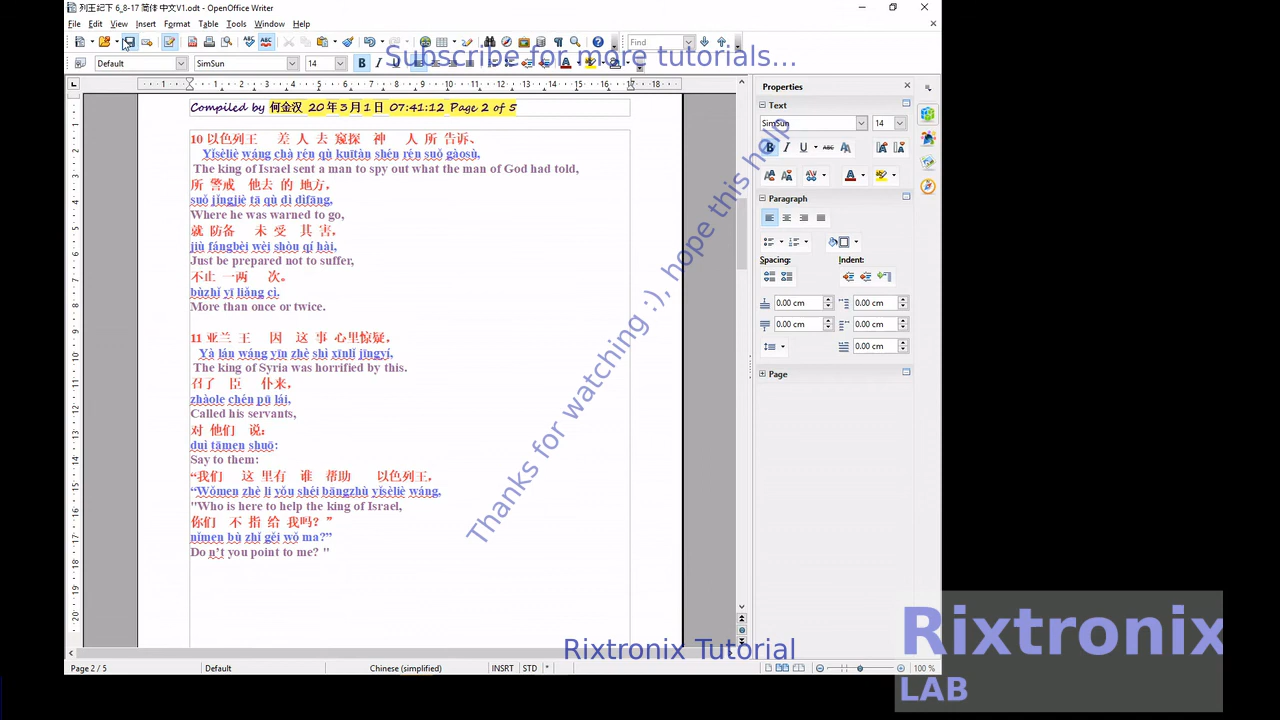 列王纪下 6_8-17 简体 中文V1.odt - OpenOffice Writer
File Edit View Insert Format Table Tools Window Help
Find
Subscribe for more tutorials...
Default SimSun 14
Properties
Compiled by 何金汉 20年3月1日 07:41:12 Page 2 of 5
Text
SimSun 14
10 以色列王 差 人 去 窥探 神 人 所 告诉、
Yǐsèliè wáng chà rén qù kuītàn shén rén suǒ gàosù,
The king of Israel sent a man to spy out what the man of God had told,
所 警戒 他去 的 地方，
suǒ jǐngjiè tā qù dì dìfāng,
Where he was warned to go,
就 防备 未 受 其 害，
jiù fángbèi wèi shòu qí hài,
Just be prepared not to suffer,
不止 一两 次。
bùzhǐ yī liǎng cì.
More than once or twice.
11 亚兰 王 因 这 事 心里惊疑，
Yà lán wáng yīn zhè shì xīnlǐ jīngyí,
The king of Syria was horrified by this.
召了 臣 仆来，
zhàole chén pū lái,
Called his servants,
对 他们 说：
duì tāmen shuō:
Say to them:
“我们 这 里有 谁 帮助 以色列王，
“Wǒmen zhè li yǒu shéi bāngzhù yǐsèliè wáng,
"Who is here to help the king of Israel,
你们 不 指 给 我吗？”
nǐmen bù zhǐ gěi wǒ ma?”
Do n’t you point to me? "
Paragraph
Spacing: Indent:
0.00 cm 0.00 cm
0.00 cm 0.00 cm
0.00 cm
Page
Thanks for watching :), hope this help
Rixtronix Tutorial
Rixtronix
LAB
Page 2 / 5 Default Chinese (simplified) INSRT STD * 100 %